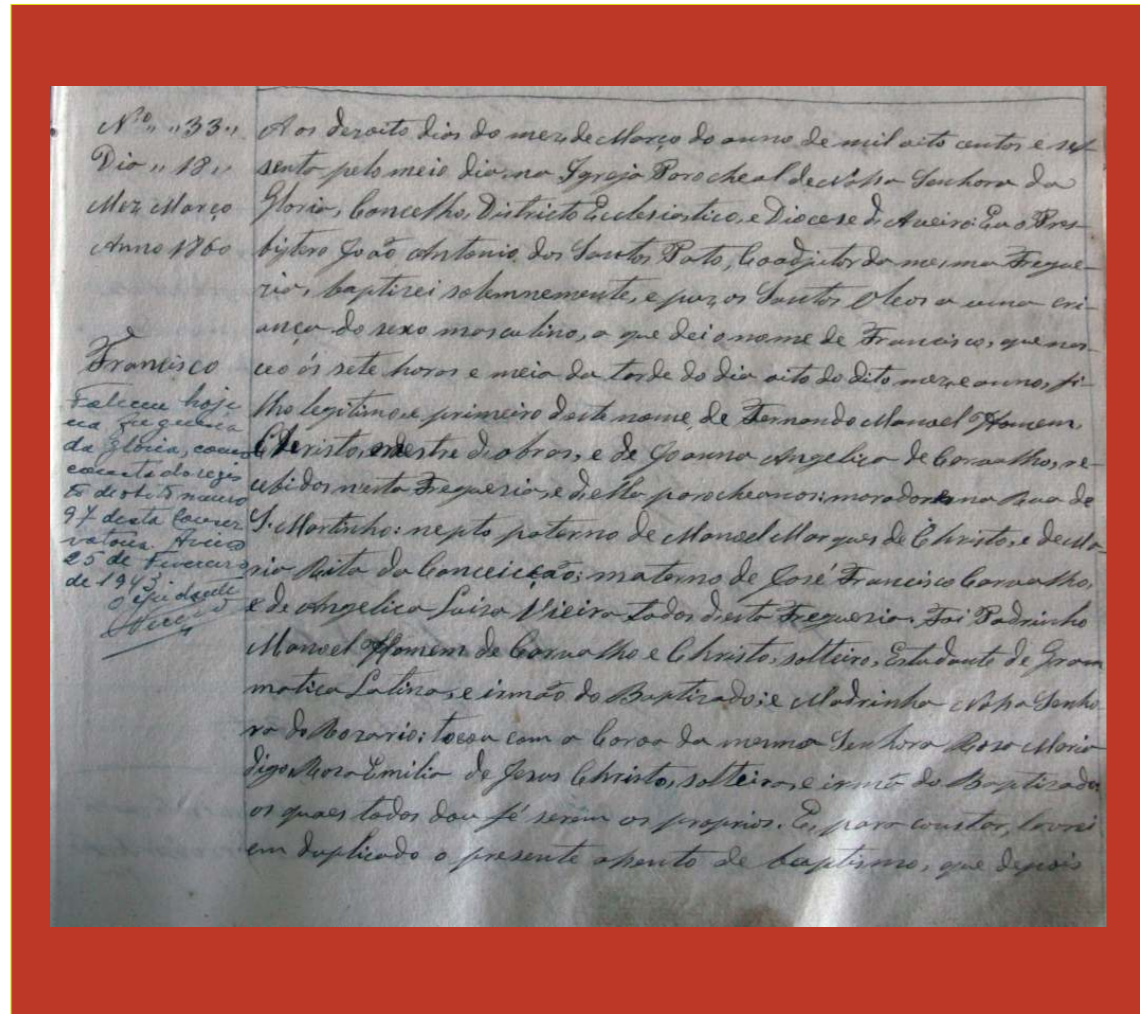 Nº " "33"
Dia " 18 "
Mez Março
Anno 1860
Francisco
Faleceu hoje
na freguesia
da Glória, como
consta do regis
to de obito numero
97 desta Conser
vatoria. Aveiro
25 de Fevereiro
de 1943
Aos dezoito dias do mez de Março do anno de mil oito centos e ses
senta pelo meio dia, na Igreja Parocheal de Nossa Senhora da
Gloria, Concelho, Districto Ecclesiastico, e Diocese de Aveiro: Eu o Pres-
bytero João Antonio dos Santos Pato, Coadjutor da mesma Fregue-
zia, baptizei solemnemente, e puz os Santos Oleos a uma cri-
ança do sexo masculino, a que dei o nome de Francisco, que nas-
ceo ás sete horas e meia da tarde do dia oito do dito mez, e anno, fi-
lho legitimo, e primeiro deste nome, de Fernando Manoel Homem,
Christo, mestre d'obras, e de Joanna Angelica de Carvalho, re-
cebidos nesta Freguezia, e d'ella parocheanos: moradores na Rua de
S. Martinho: nepto paterno de Manoel Marques de Christo, e de Ma-
ria Rita da Conceicção; materno de José Francisco Carvalho,
e de Angelica Luiza Vieira todos d'esta Freguezia. Foi Padrinho
Manoel Homem de Carvalho e Christo, solteiro, Estudante de Gram
matica Latina, e irmão do Baptizado; e Madrinha Nossa Senho
ra do Rozario: tocou com a Coroa da mesma Senhora Roza Maria
digo Roza Emilia de Jesus Christo, solteira, e irmã do Baptizado,
os quaes todos dou fé serem os proprios. E, para constar, lavrei
em duplicado o presente assento de baptismo, que depois